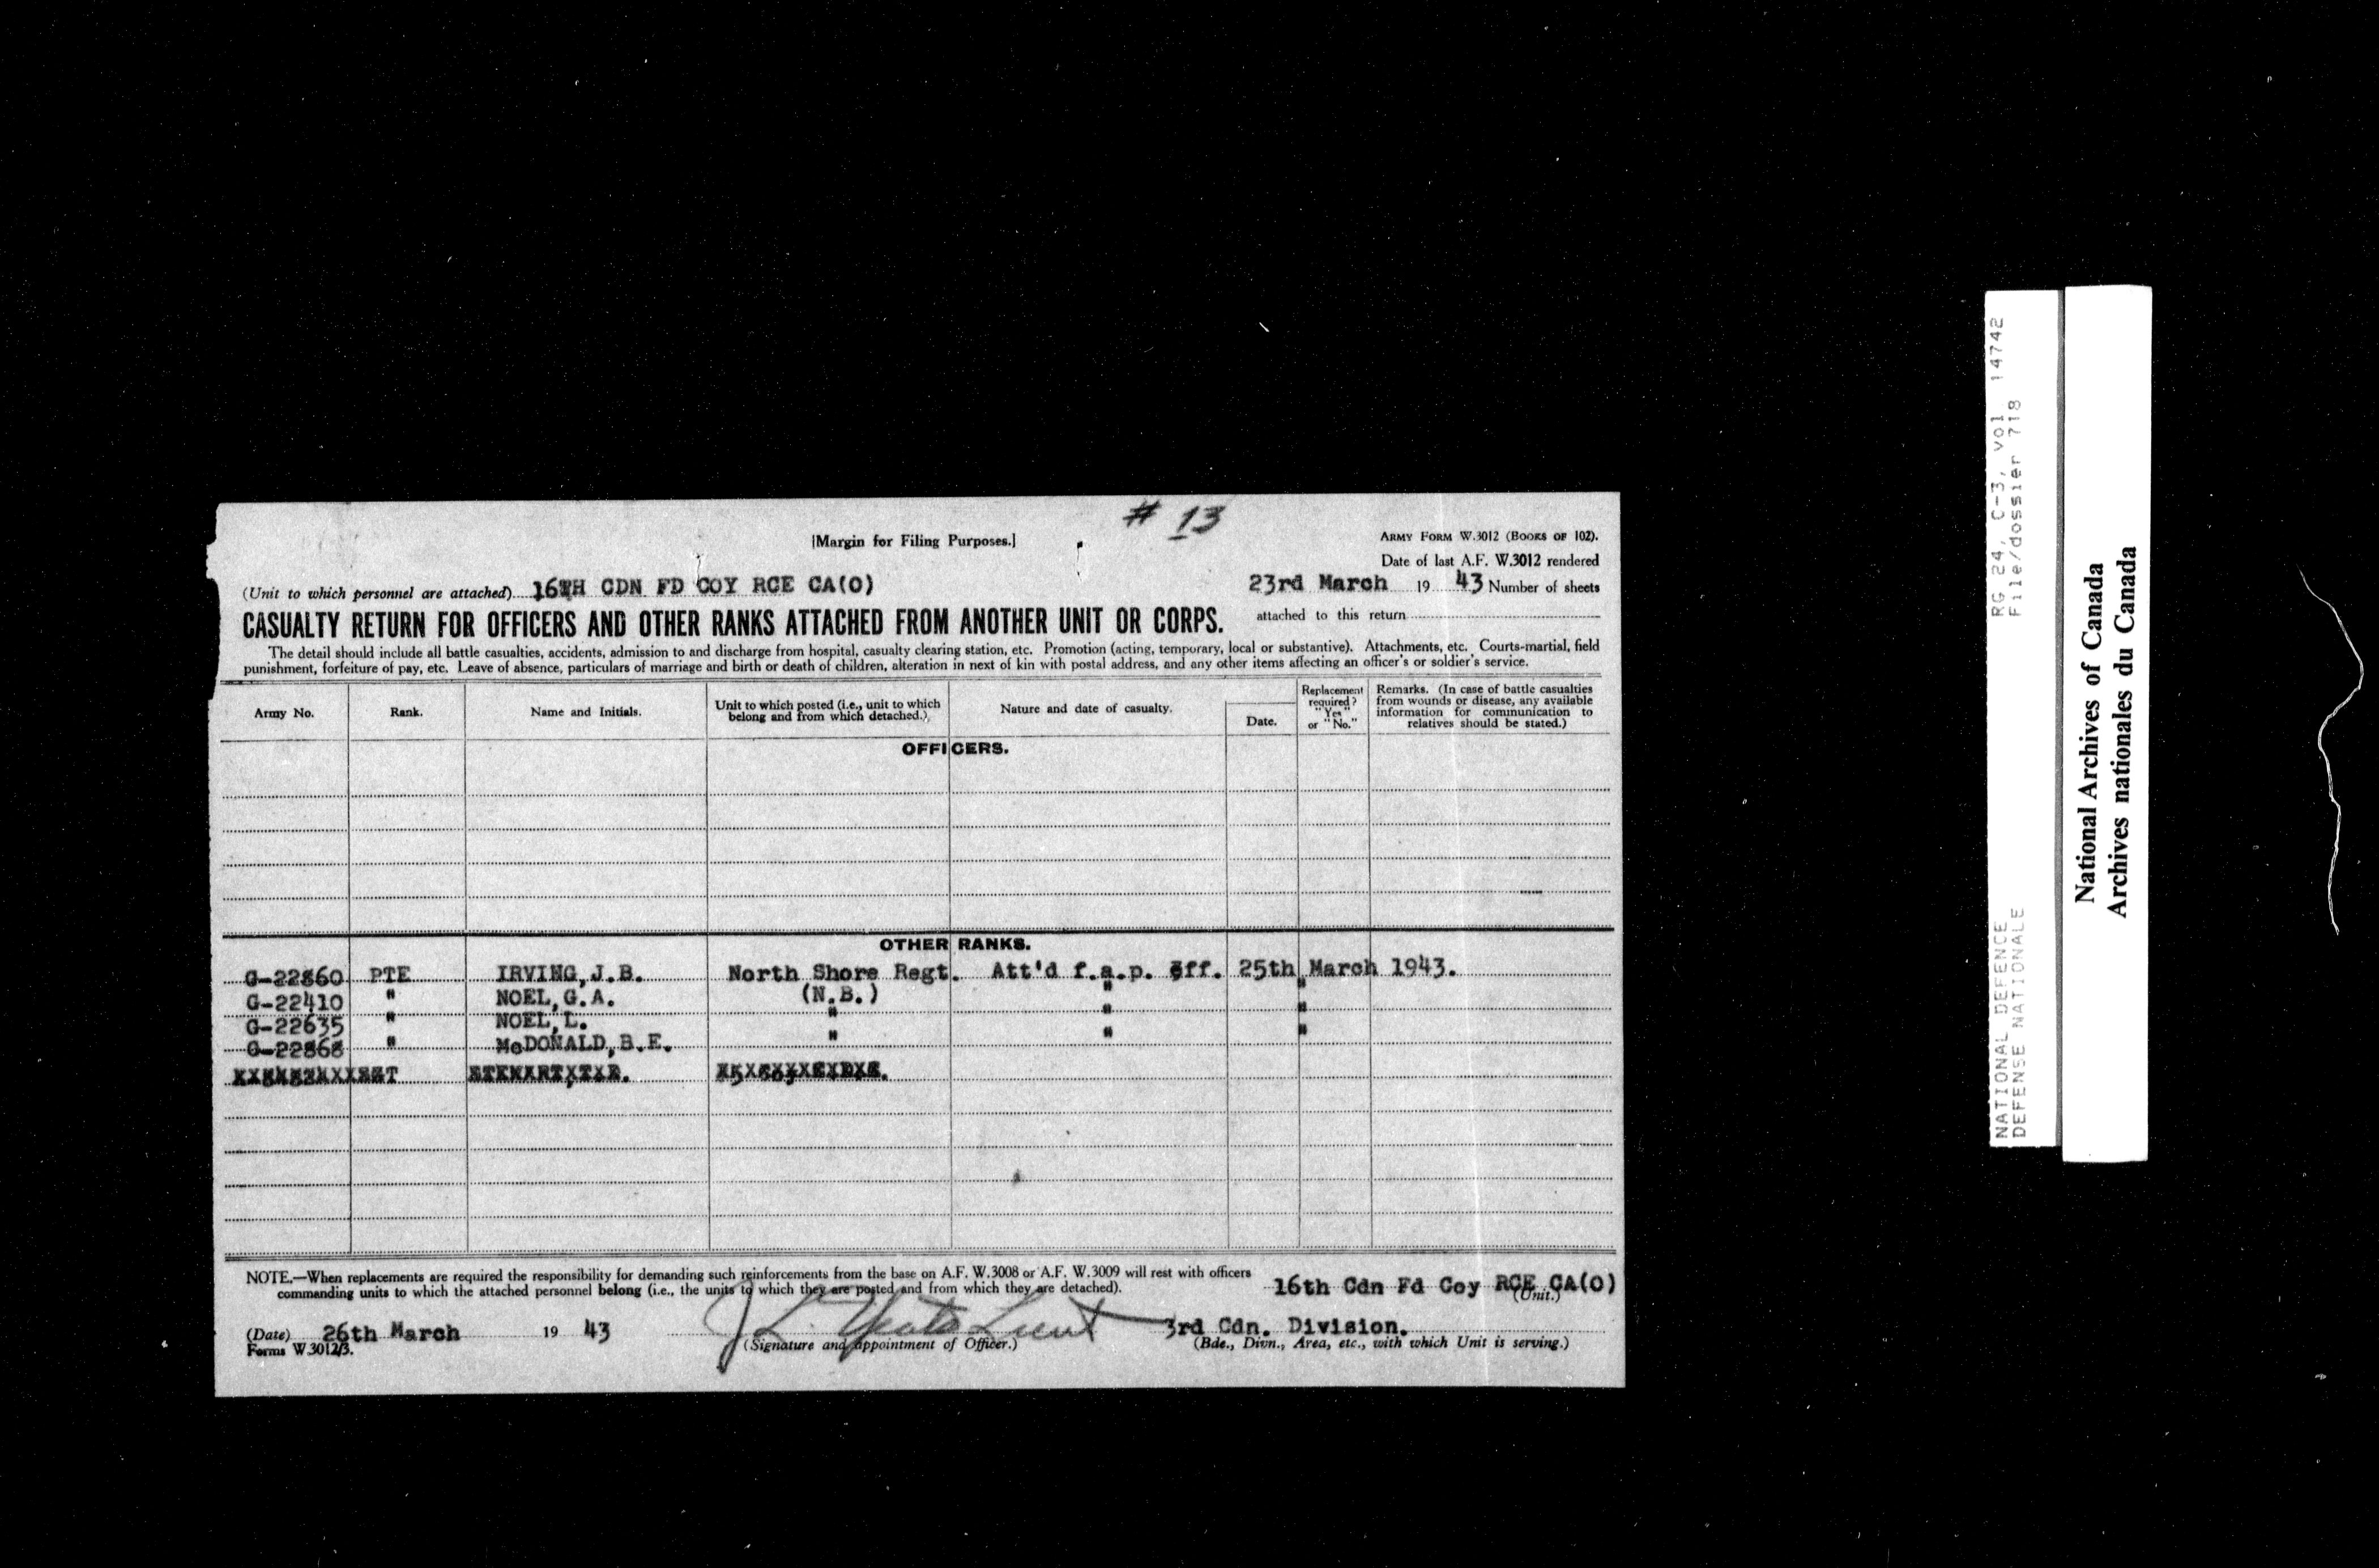 # 13
[Margin for Filing Purposes.]
ARMY FORM W.3012 (BOOKS OF 102).
Date of last A.F. W.3012 rendered
(Unit to which personnel are attached) 16TH CDN FD COY RCE CA(O)
23rd March 19 43 Number of sheets
CASUALTY RETURN FOR OFFICERS AND OTHER RANKS ATTACHED FROM ANOTHER UNIT OR CORPS.
attached to this return
The detail should include all battle casualties, accidents, admission to and discharge from hospital, casualty clearing station, etc. Promotion (acting, temporary, local or substantive). Attachments, etc. Courts-martial, field
punishment, forfeiture of pay, etc. Leave of absence, particulars of marriage and birth or death of children, alteration in next of kin with postal address, and any other items affecting an officer's or soldier's service.
Army No.
Rank.
Name and Initials.
Unit to which posted (i.e., unit to which
belong and from which detached.)
Nature and date of casualty.
Date.
Replacement
required?
"Yes"
or "No."
Remarks. (In case of battle casualties
from wounds or disease, any available
information for communication to
relatives should be stated.)
OFFICERS.
OTHER RANKS.
G-22860 PTE IRVING, J.B. North Shore Regt. Att'd f.a.p. eff. 25th March 1943.
G-22410 " NOEL, G.A. (N.B.) " "
G-22635 " NOEL, L. " " "
G-22868 " McDONALD, B.E. " " "
NOTE.—When replacements are required the responsibility for demanding such reinforcements from the base on A.F. W.3008 or A.F. W.3009 will rest with officers
commanding units to which the attached personnel belong (i.e., the units to which they are posted and from which they are detached).
16th Cdn Fd Coy RCE CA(O)
(Unit.)
(Date) 26th March 19 43
J L Yeats Lieut
3rd Cdn. Division.
Forms W.3012/3.
(Signature and appointment of Officer.)
(Bde., Divn., Area, etc., with which Unit is serving.)
RG 24, C-3, vol 14742
File/dossier 718
NATIONAL DEFENCE
DEFENSE NATIONALE
National Archives of Canada
Archives nationales du Canada